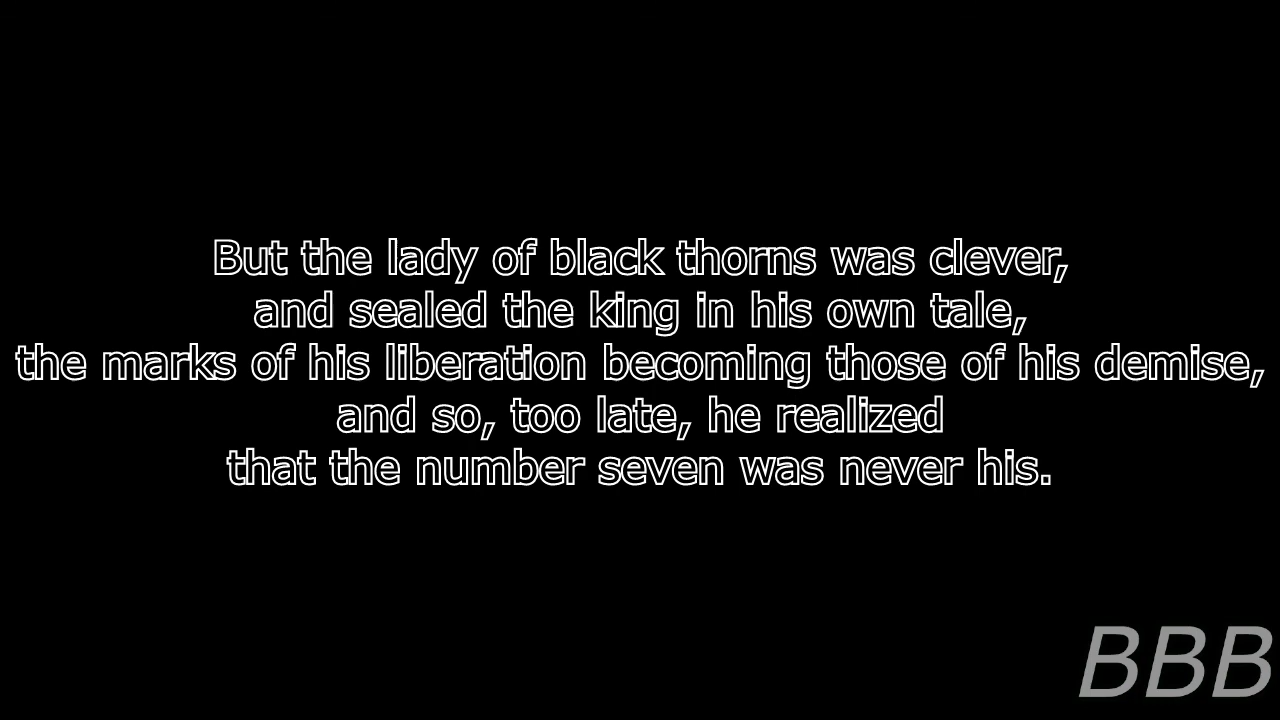 But the lady of black thorns was clever,
and sealed the king in his own tale,
the marks of his liberation becoming those of his demise,
and so, too late, he realized
that the number seven was never his.
BBB